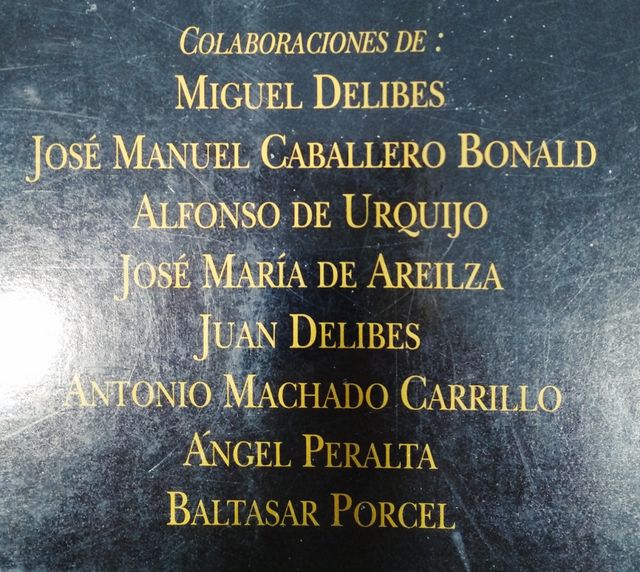 COLABORACIONES DE :
MIGUEL DELIBES
JOSÉ MANUEL CABALLERO BONALD
ALFONSO DE URQUIJO
JOSÉ MARÍA DE AREILZA
JUAN DELIBES
ANTONIO MACHADO CARRILLO
ÁNGEL PERALTA
BALTASAR PORCEL